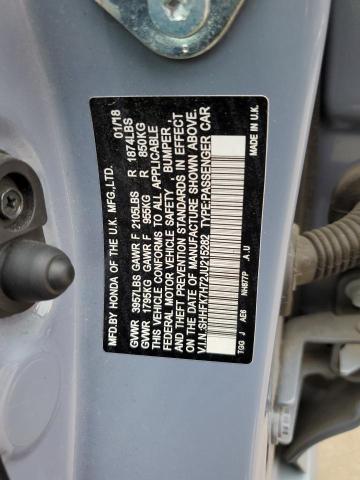 MFD.BY HONDA OF THE U.K. MFG.,LTD. 01/18
GVWR 3957LBS GAWR F 2105LBS R 1874LBS
GVWR 1795KG GAWR F 955KG R 850KG
THIS VEHICLE CONFORMS TO ALL APPLICABLE
FEDERAL MOTOR VEHICLE SAFETY , BUMPER,
AND THEFT PREVENTION STANDARDS IN EFFECT
ON THE DATE OF MANUFACTURE SHOWN ABOVE.
V.I.N:SHHFK7H72JU215282 TYPE:PASSENGER CAR
TGG J AE6 NH877P A.U MADE IN U.K.